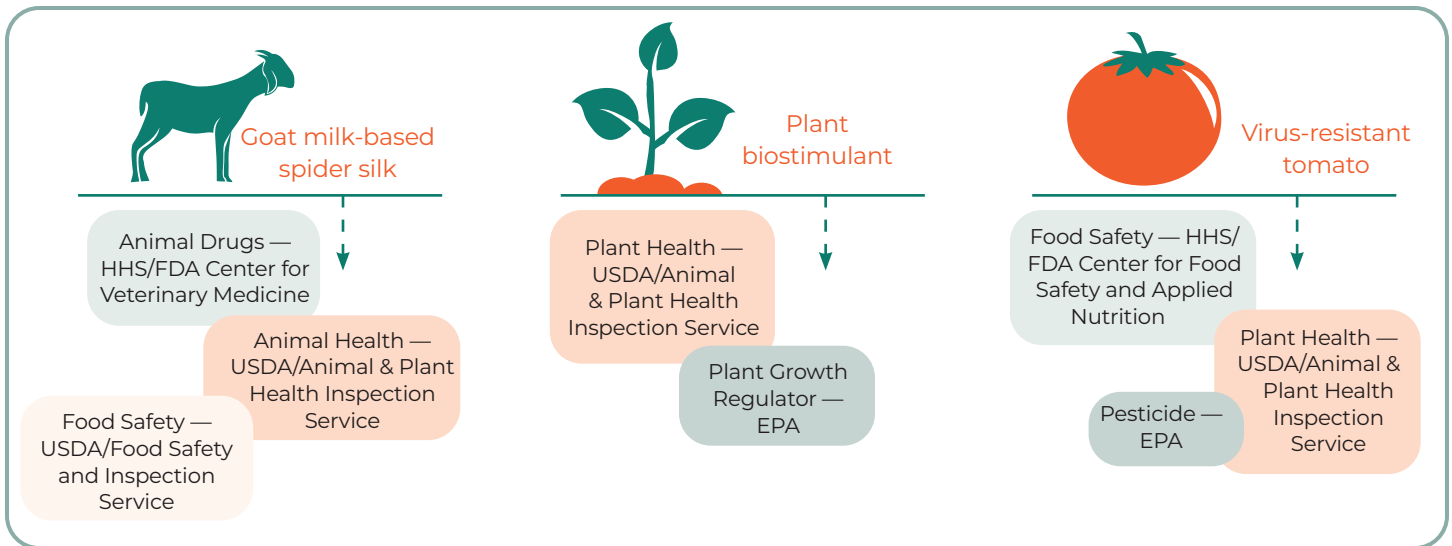 Goat milk-based
spider silk
Animal Drugs —
HHS/FDA Center for
Veterinary Medicine
Animal Health —
USDA/Animal & Plant
Health Inspection
Service
Food Safety —
USDA/Food Safety
and Inspection
Service
Plant
biostimulant
Plant Health —
USDA/Animal
& Plant Health
Inspection Service
Plant Growth
Regulator —
EPA
Virus-resistant
tomato
Food Safety — HHS/
FDA Center for Food
Safety and Applied
Nutrition
Plant Health —
USDA/Animal &
Plant Health
Inspection
Service
Pesticide —
EPA